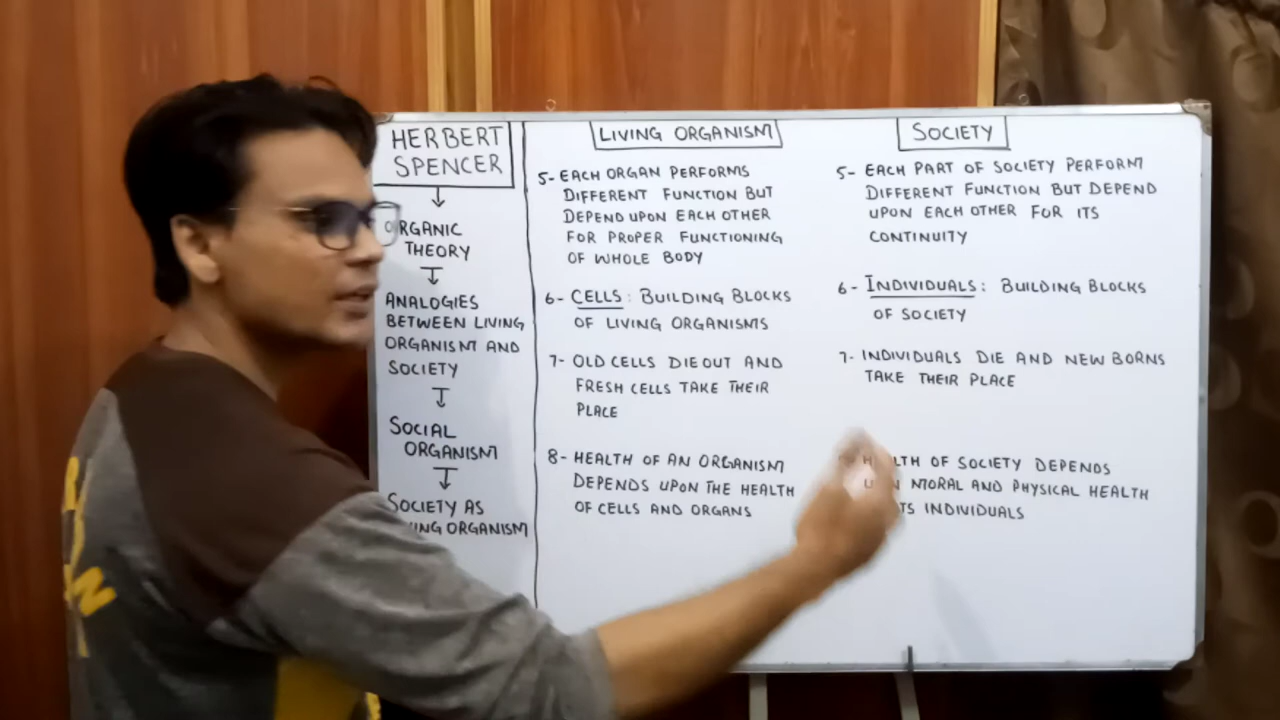 HERBERT
SPENCER
ORGANIC
THEORY
ANALOGIES
BETWEEN LIVING
ORGANISM AND
SOCIETY
SOCIAL
ORGANISM
SOCIETY AS
ORGANISM
LIVING ORGANISM
5- EACH ORGAN PERFORMS
DIFFERENT FUNCTION BUT
DEPEND UPON EACH OTHER
FOR PROPER FUNCTIONING
OF WHOLE BODY
6- CELLS: BUILDING BLOCKS
OF LIVING ORGANISMS
7- OLD CELLS DIE OUT AND
FRESH CELLS TAKE THEIR
PLACE
8- HEALTH OF AN ORGANISM
DEPENDS UPON THE HEALTH
OF CELLS AND ORGANS
SOCIETY
5- EACH PART OF SOCIETY PERFORM
DIFFERENT FUNCTION BUT DEPEND
UPON EACH OTHER FOR ITS
CONTINUITY
6- INDIVIDUALS: BUILDING BLOCKS
OF SOCIETY
7- INDIVIDUALS DIE AND NEW BORNS
TAKE THEIR PLACE
HEALTH OF SOCIETY DEPENDS
MORAL AND PHYSICAL HEALTH
INDIVIDUALS